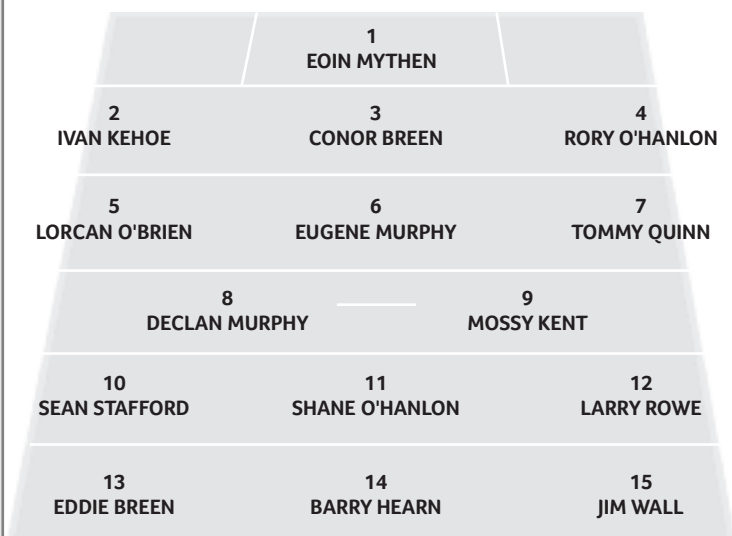 1
EOIN MYTHEN
2 3 4
IVAN KEHOE CONOR BREEN RORY O'HANLON
5 6 7
LORCAN O'BRIEN EUGENE MURPHY TOMMY QUINN
8 9
DECLAN MURPHY MOSSY KENT
10 11 12
SEAN STAFFORD SHANE O'HANLON LARRY ROWE
13 14 15
EDDIE BREEN BARRY HEARN JIM WALL